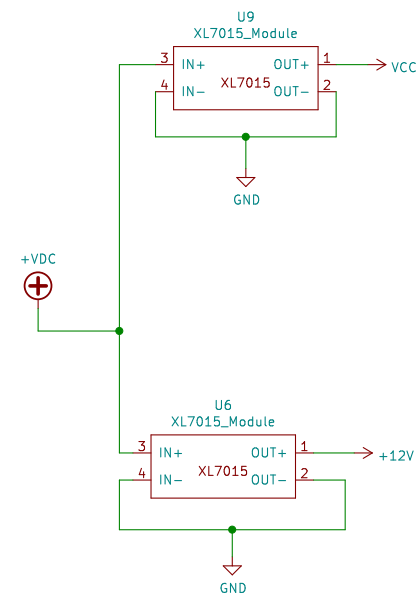 U9
XL7015_Module
3 IN+ OUT+ 1 VCC
XL7015
4 IN- OUT- 2
GND
+VDC
U6
XL7015_Module
3 IN+ OUT+ 1 +12V
XL7015
4 IN- OUT- 2
GND